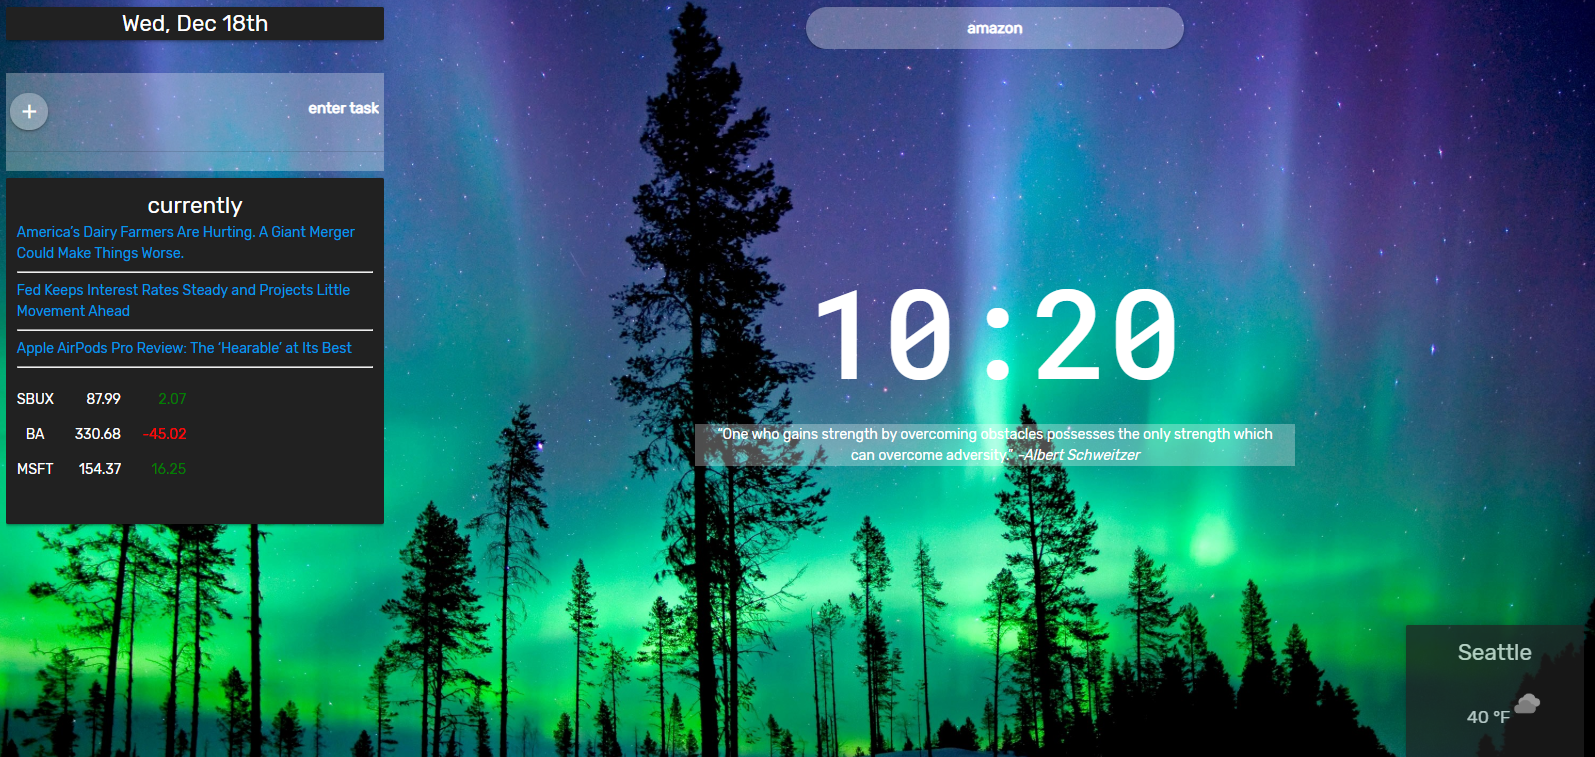 Wed, Dec 18th
amazon
+
enter task
currently
America’s Dairy Farmers Are Hurting. A Giant Merger
Could Make Things Worse.
Fed Keeps Interest Rates Steady and Projects Little
Movement Ahead
Apple AirPods Pro Review: The ‘Hearable’ at Its Best
SBUX 87.99 2.07
BA 330.68 -45.02
MSFT 154.37 16.25
10:20
"One who gains strength by overcoming obstacles possesses the only strength which
can overcome adversity." -Albert Schweitzer
Seattle
40 °F